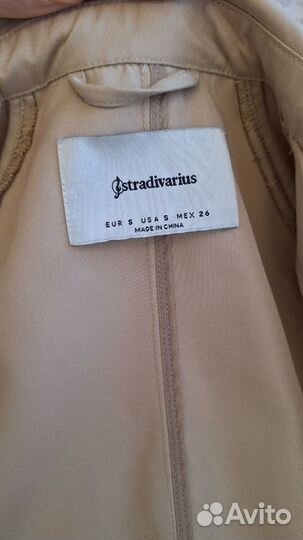 stradivarius
EUR S USA S MEX 26
MADE IN CHINA
Avito